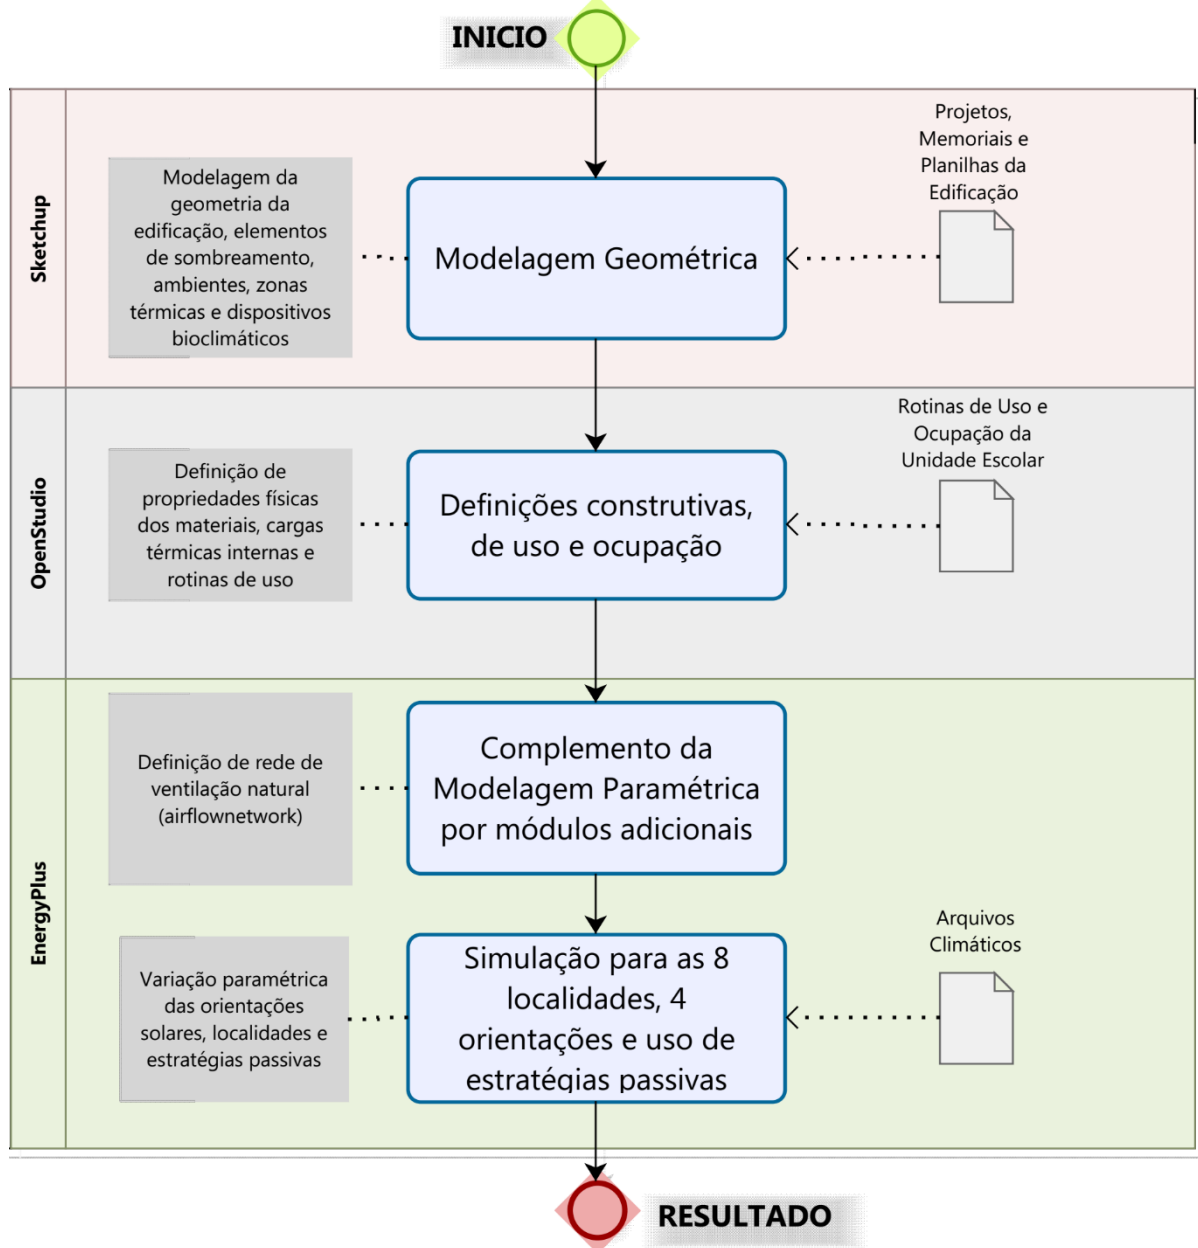 INICIO
Sketchup
Modelagem da
geometria da
edificação, elementos
de sombreamento,
ambientes, zonas
térmicas e dispositivos
bioclimáticos
Modelagem Geométrica
Projetos,
Memoriais e
Planilhas da
Edificação
OpenStudio
Definição de
propriedades físicas
dos materiais, cargas
térmicas internas e
rotinas de uso
Definições construtivas,
de uso e ocupação
Rotinas de Uso e
Ocupação da
Unidade Escolar
EnergyPlus
Definição de rede de
ventilação natural
(airflownetwork)
Complemento da
Modelagem Paramétrica
por módulos adicionais
Variação paramétrica
das orientações
solares, localidades e
estratégias passivas
Simulação para as 8
localidades, 4
orientações e uso de
estratégias passivas
Arquivos
Climáticos
RESULTADO